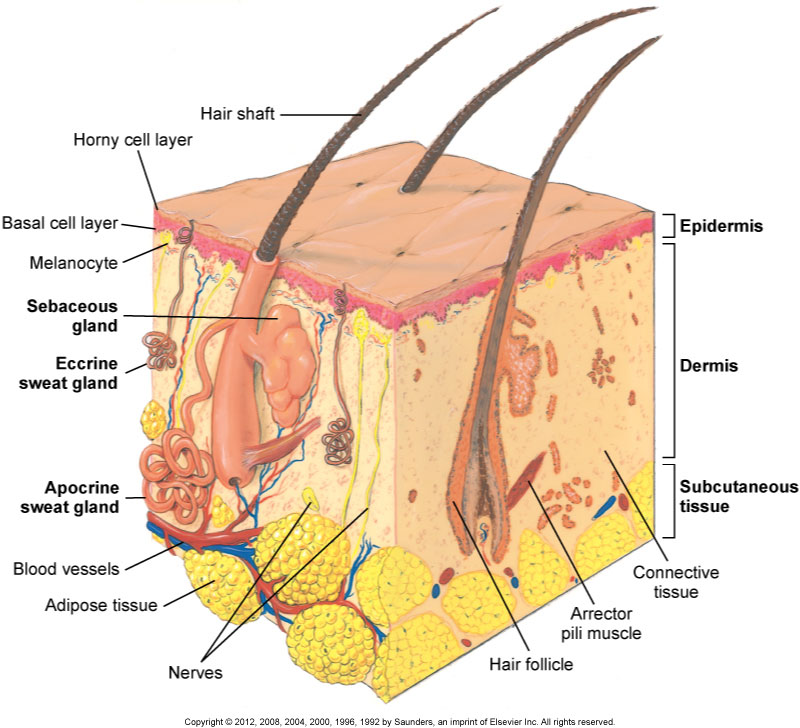 Hair shaft
Horny cell layer
Basal cell layer
Melanocyte
Sebaceous
gland
Eccrine
sweat gland
Apocrine
sweat gland
Blood vessels
Adipose tissue
Nerves
Epidermis
Dermis
Subcutaneous
tissue
Connective
tissue
Arrector
pili muscle
Hair follicle
Copyright © 2012, 2008, 2004, 2000, 1996, 1992 by Saunders, an imprint of Elsevier Inc. All rights reserved.